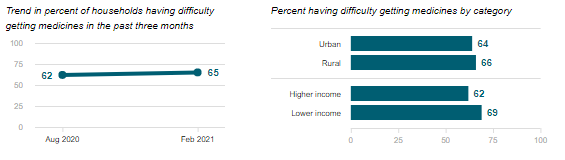 Trend in percent of households having difficulty
getting medicines in the past three months
100
75
50
25
0
62
65
Aug 2020
Feb 2021
Percent having difficulty getting medicines by category
Urban
64
Rural
66
Higher income
62
Lower income
69
0
25
50
75
100